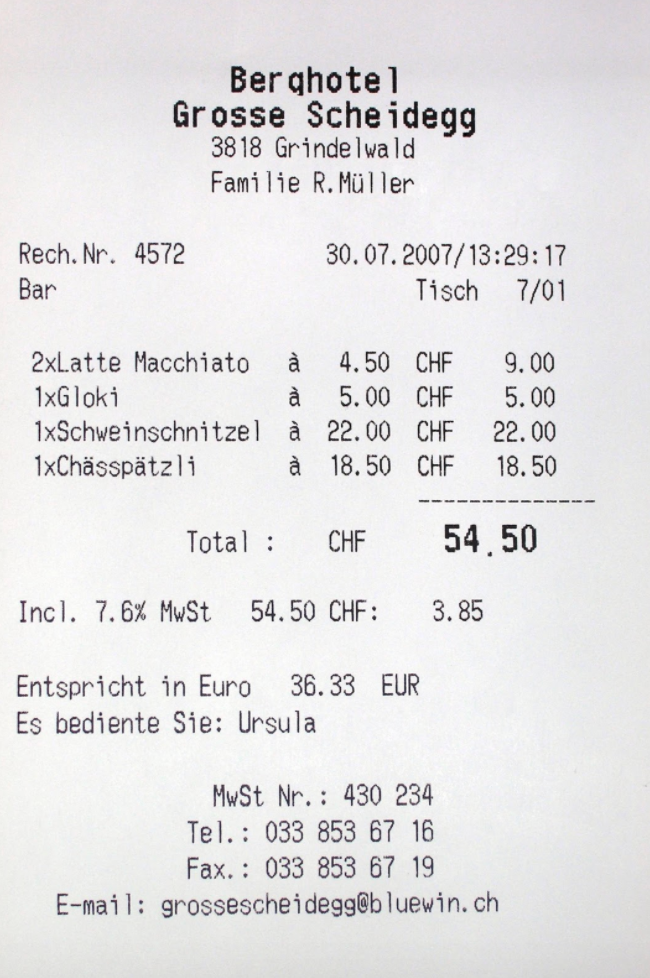 Berghotel
Grosse Scheidegg
3818 Grindelwald
Familie R.Müller
Rech.Nr. 4572 30.07.2007/13:29:17
Bar Tisch 7/01
2xLatte Macchiato à 4.50 CHF 9.00
1xGloki à 5.00 CHF 5.00
1xSchweinschnitzel à 22.00 CHF 22.00
1xChässpätzli à 18.50 CHF 18.50
---------------
Total : CHF 54.50
Incl. 7.6% MwSt 54.50 CHF: 3.85
Entspricht in Euro 36.33 EUR
Es bediente Sie: Ursula
MwSt Nr.: 430 234
Tel.: 033 853 67 16
Fax.: 033 853 67 19
E-mail: grossescheidegg@bluewin.ch